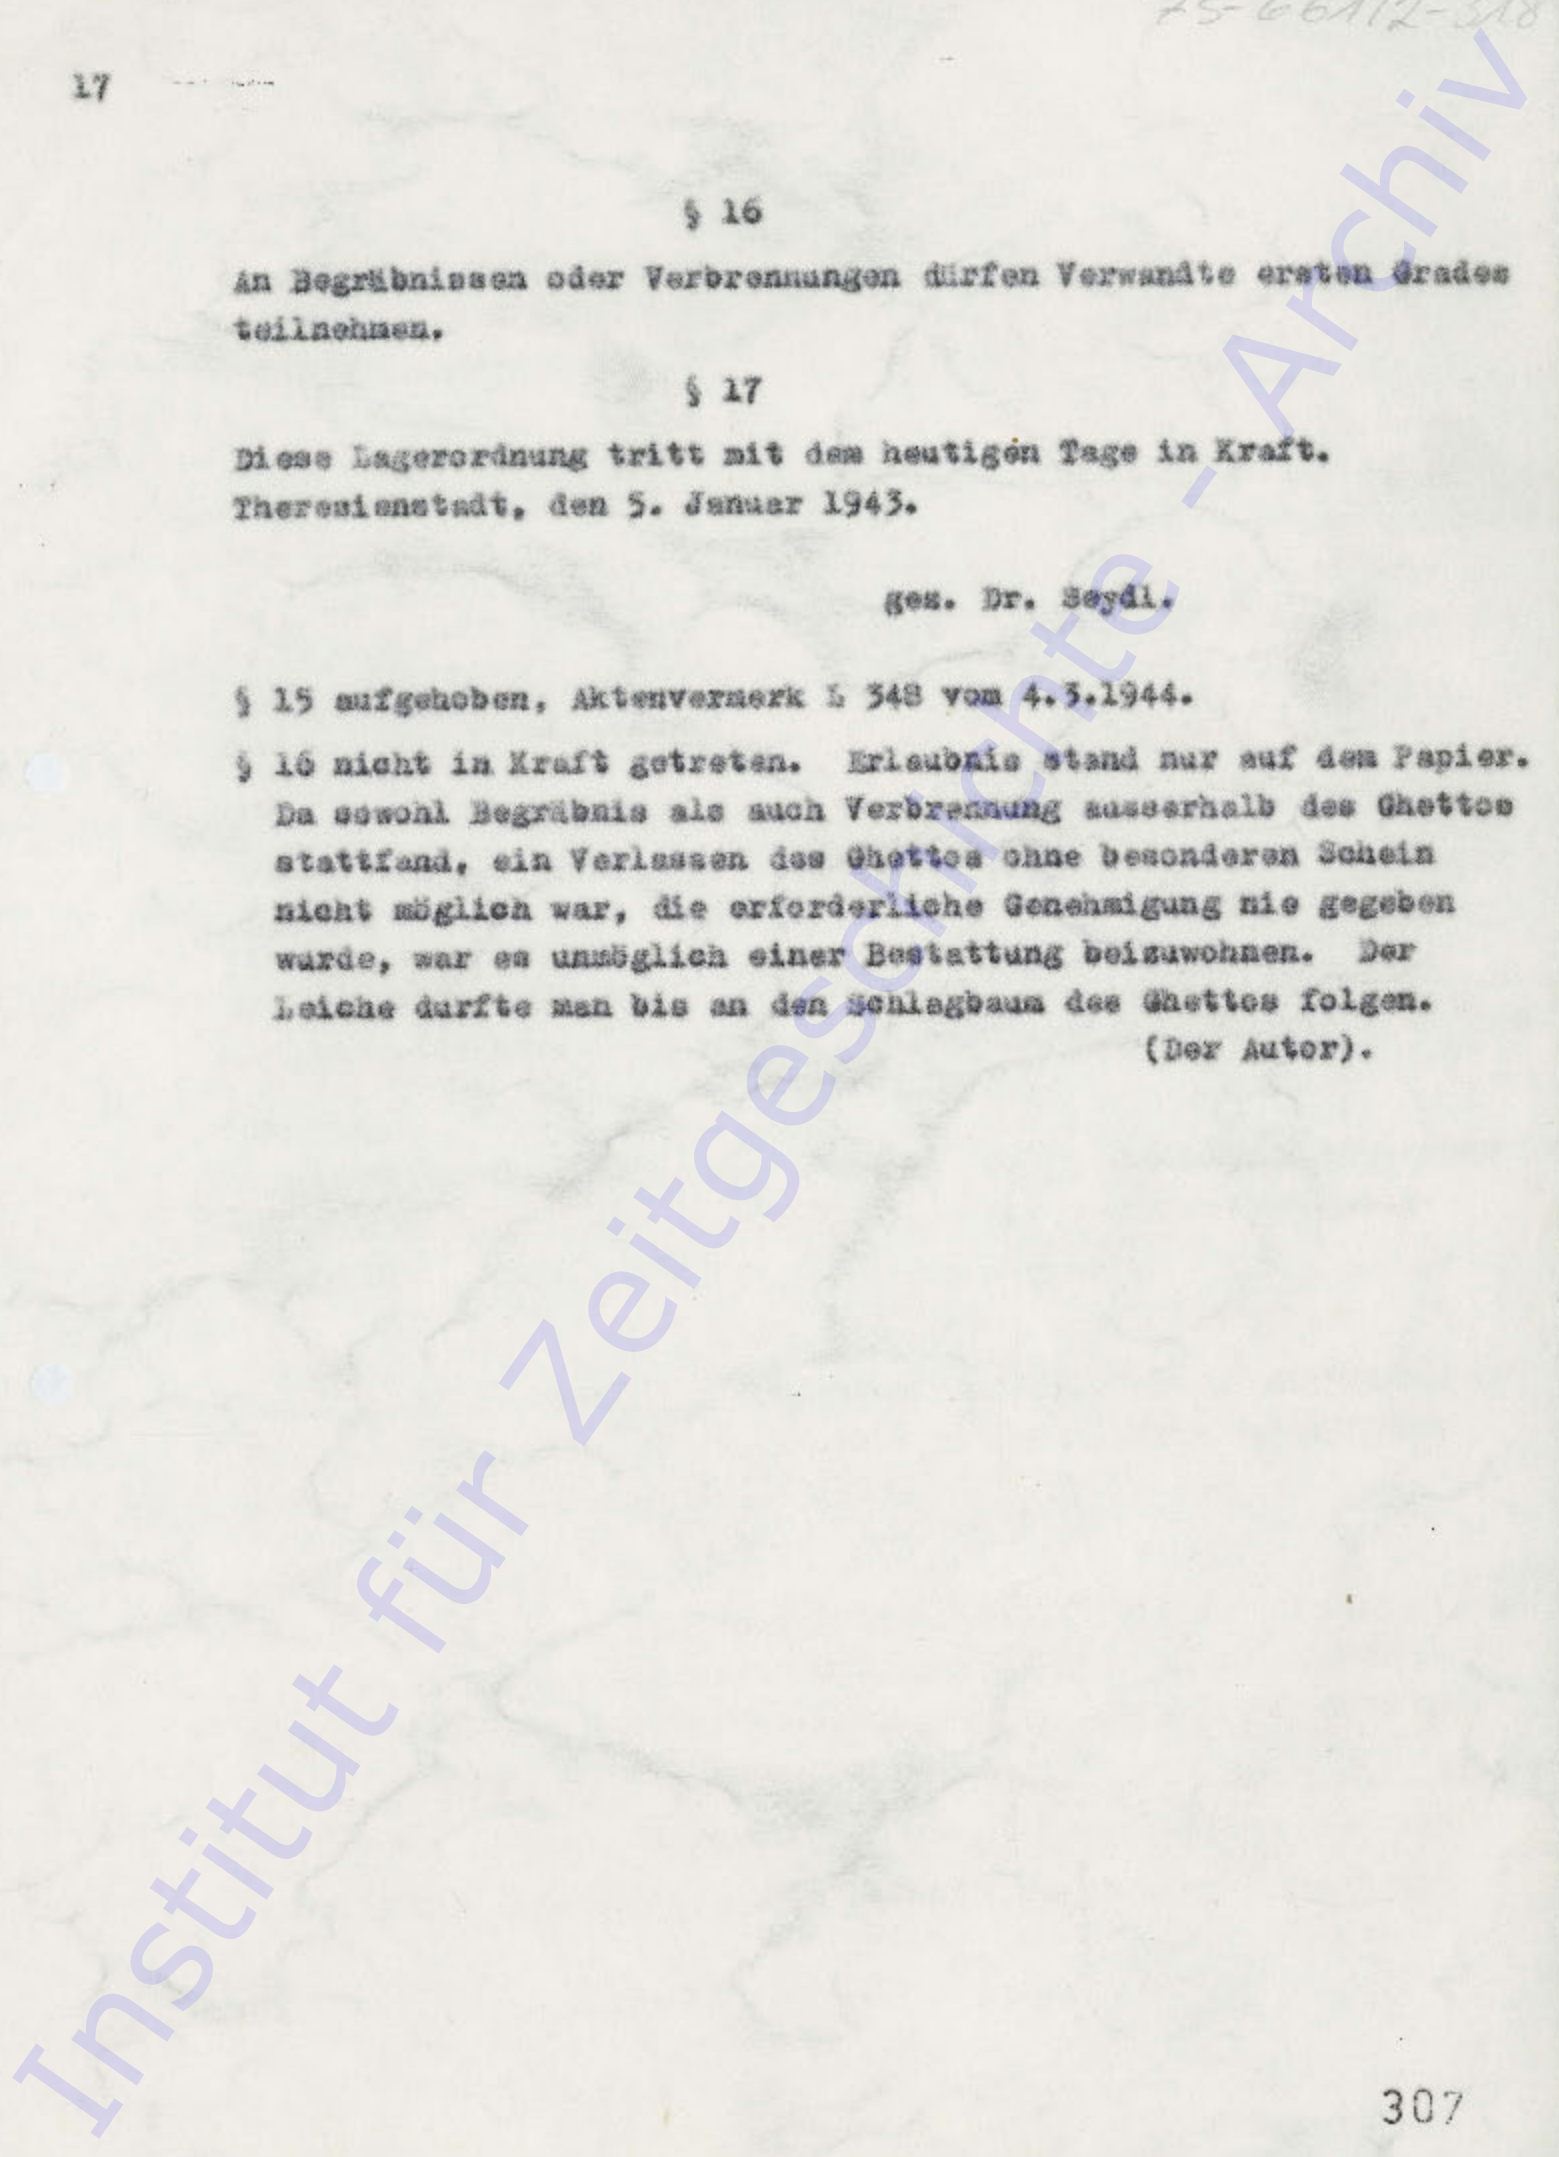 17
§ 16
An Begräbnissen oder Verbrennungen dürfen Verwandte ersten Grades
teilnehmen.
§ 17
Diese Lagerordnung tritt mit dem heutigen Tage in Kraft.
Theresienstadt, den 5. Januar 1943.
gez. Dr. Seydl.
§ 15 aufgehoben, Aktenvermerk L 348 vom 4.3.1944.
§ 16 nicht in Kraft getreten. Erlaubnis stand nur auf dem Papier.
Da sowohl Begräbnis als auch Verbrennung ausserhalb des Ghettos
stattfand, ein Verlassen des Ghettos ohne besonderen Schein
nicht möglich war, die erforderliche Genehmigung nie gegeben
wurde, war es unmöglich einer Bestattung beizuwohnen. Der
Leiche durfte man bis an den Schlagbaum des Ghettos folgen.
(Der Autor).
Institut für Zeitgeschichte - Archiv
307